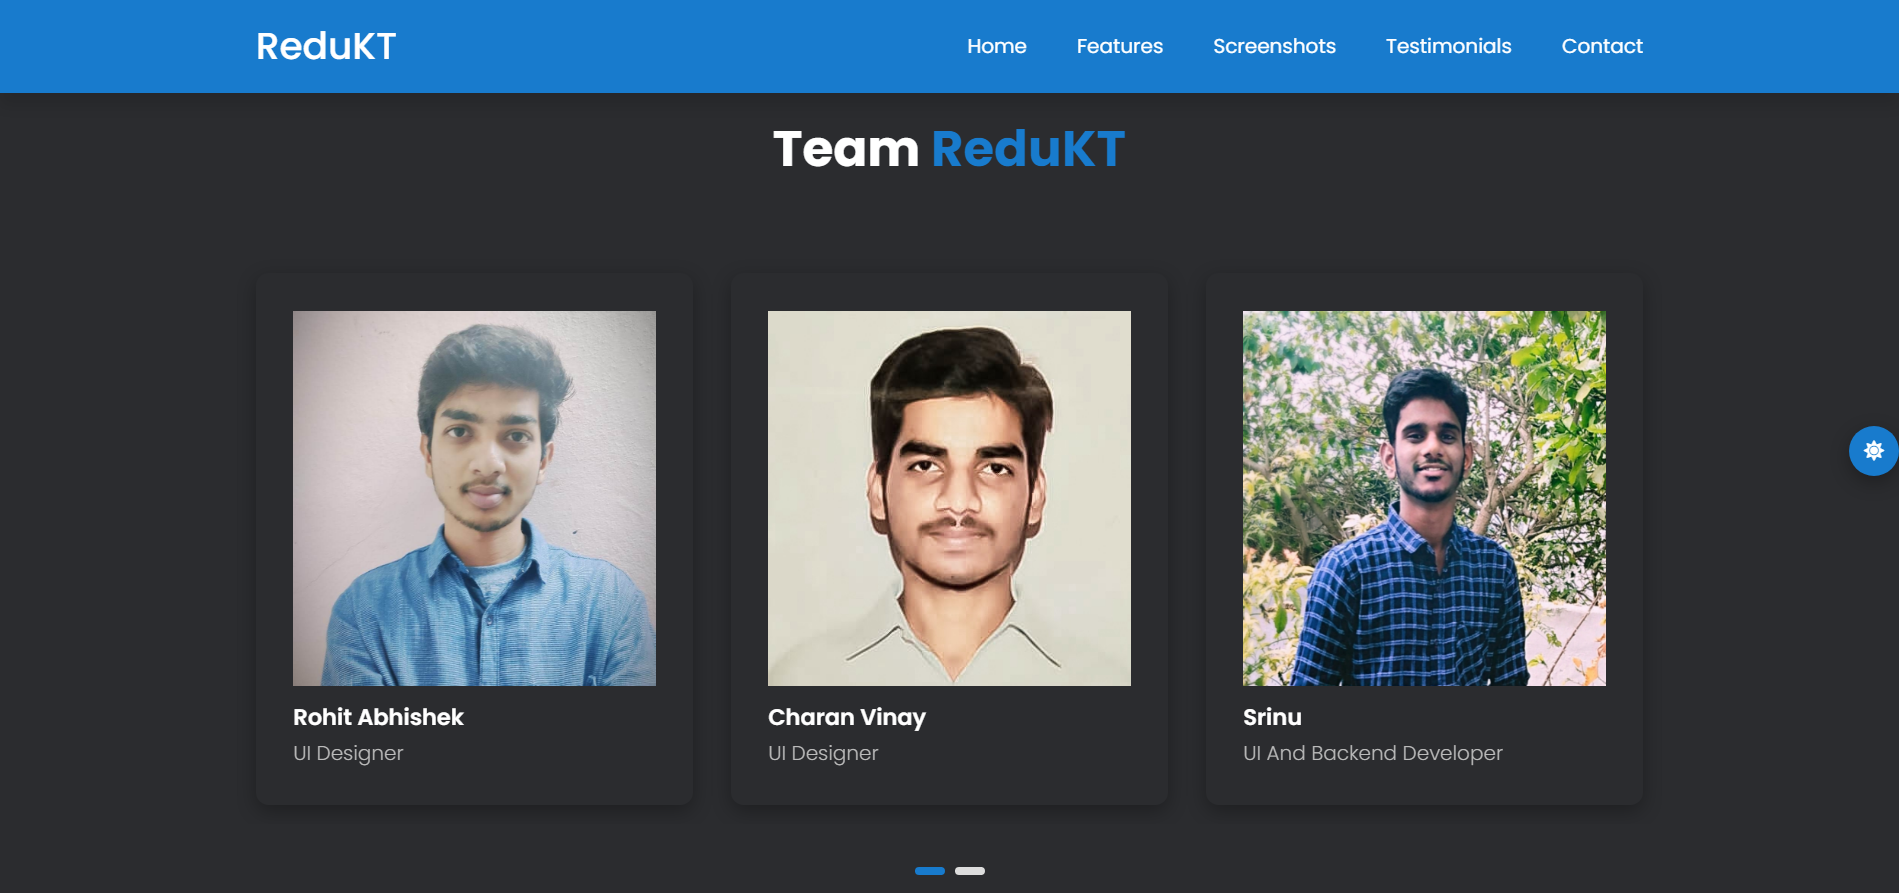 ReduKT
Home Features Screenshots Testimonials Contact
Team ReduKT
Rohit Abhishek
UI Designer
Charan Vinay
UI Designer
Srinu
UI And Backend Developer